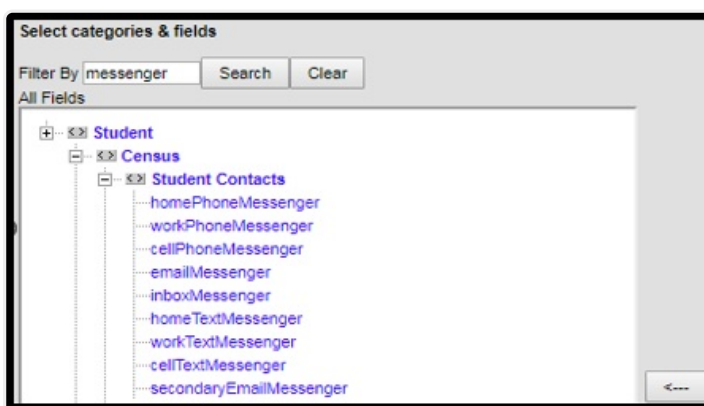 Select categories & fields
Filter By messenger Search Clear
All Fields
Student
Census
Student Contacts
homePhoneMessenger
workPhoneMessenger
cellPhoneMessenger
emailMessenger
inboxMessenger
homeTextMessenger
workTextMessenger
cellTextMessenger
secondaryEmailMessenger
<---